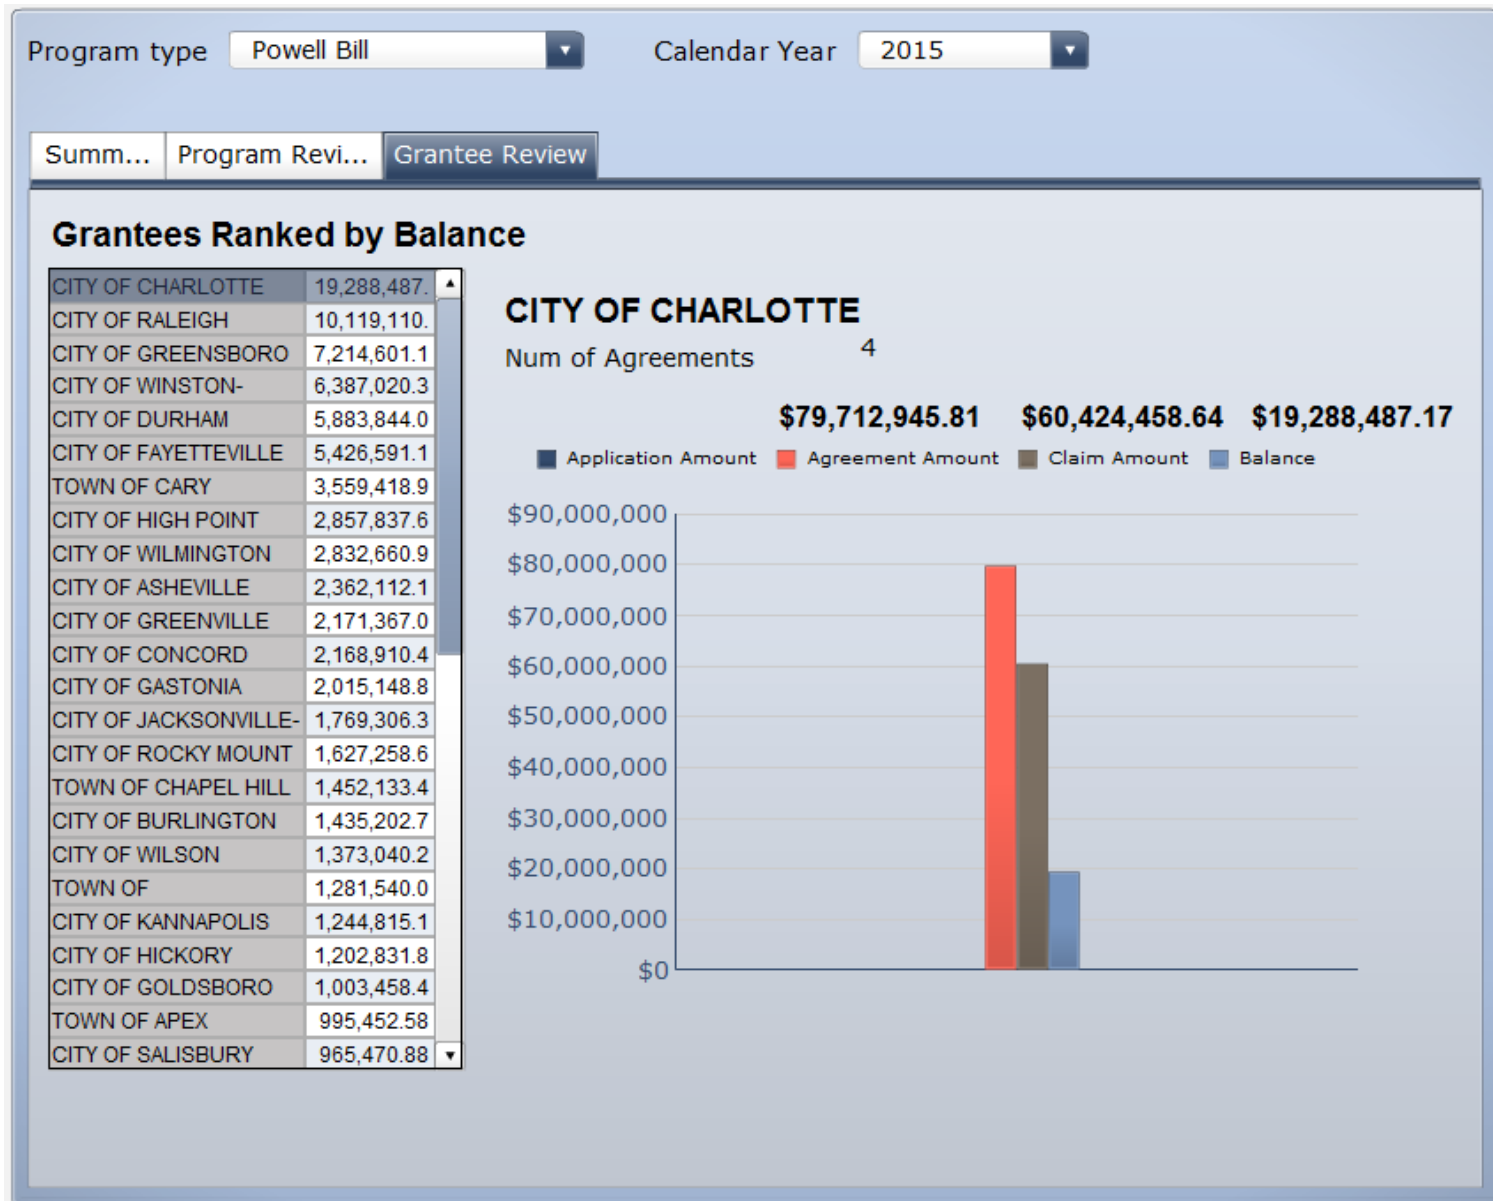 Program type Powell Bill Calendar Year 2015
Summ... Program Revi... Grantee Review
Grantees Ranked by Balance
CITY OF CHARLOTTE 19,288,487.
CITY OF RALEIGH 10,119,110.
CITY OF GREENSBORO 7,214,601.1
CITY OF WINSTON- 6,387,020.3
CITY OF DURHAM 5,883,844.0
CITY OF FAYETTEVILLE 5,426,591.1
TOWN OF CARY 3,559,418.9
CITY OF HIGH POINT 2,857,837.6
CITY OF WILMINGTON 2,832,660.9
CITY OF ASHEVILLE 2,362,112.1
CITY OF GREENVILLE 2,171,367.0
CITY OF CONCORD 2,168,910.4
CITY OF GASTONIA 2,015,148.8
CITY OF JACKSONVILLE- 1,769,306.3
CITY OF ROCKY MOUNT 1,627,258.6
TOWN OF CHAPEL HILL 1,452,133.4
CITY OF BURLINGTON 1,435,202.7
CITY OF WILSON 1,373,040.2
TOWN OF 1,281,540.0
CITY OF KANNAPOLIS 1,244,815.1
CITY OF HICKORY 1,202,831.8
CITY OF GOLDSBORO 1,003,458.4
TOWN OF APEX 995,452.58
CITY OF SALISBURY 965,470.88
CITY OF CHARLOTTE
Num of Agreements 4
$79,712,945.81 $60,424,458.64 $19,288,487.17
Application Amount Agreement Amount Claim Amount Balance
$90,000,000
$80,000,000
$70,000,000
$60,000,000
$50,000,000
$40,000,000
$30,000,000
$20,000,000
$10,000,000
$0